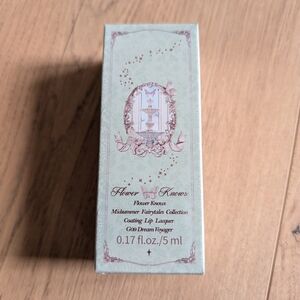 Flower Knows
Flower Knows
Midsummer Fairytales Collection
Coating Lip Lacquer
G06 Dream Voyager
0.17 fl.oz./5 ml